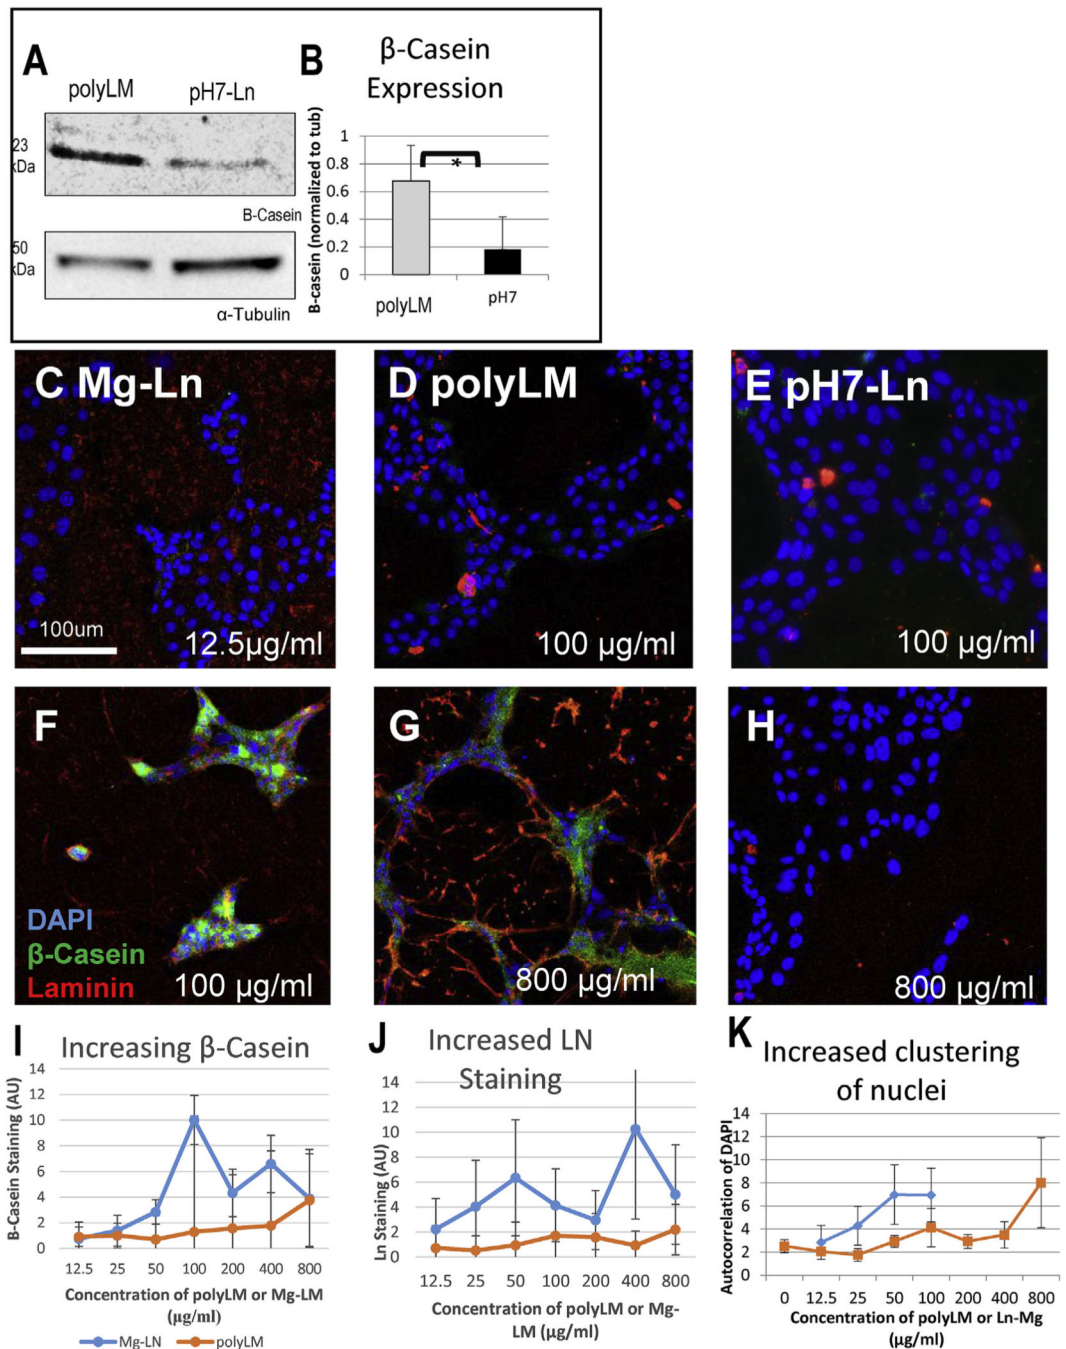 A
polyLM
pH7-Ln
23
kDa
B-Casein
50
kDa
α-Tubulin
B
β-Casein
Expression
B-casein (normalized to tub)
1
0.8
0.6
0.4
0.2
0
*
polyLM
pH7
C Mg-Ln
100um
12.5µg/ml
D polyLM
100 µg/ml
E pH7-Ln
100 µg/ml
F
DAPI
β-Casein
Laminin
100 µg/ml
G
800 µg/ml
H
800 µg/ml
I
Increasing β-Casein
B-Casein Staining (AU)
14
12
10
8
6
4
2
0
12.5 25 50 100 200 400 800
Concentration of polyLM or Mg-LM
(µg/ml)
Mg-LN polyLM
J
Increased LN
Staining
Ln Staining (AU)
14
12
10
8
6
4
2
0
12.5 25 50 100 200 400 800
Concentration of polyLM or Mg-
LM (µg/ml)
K
Increased clustering
of nuclei
Autocorrelation of DAPI
14
12
10
8
6
4
2
0
0 12.5 25 50 100 200 400 800
Concentration of polyLM or Ln-Mg
(µg/ml)